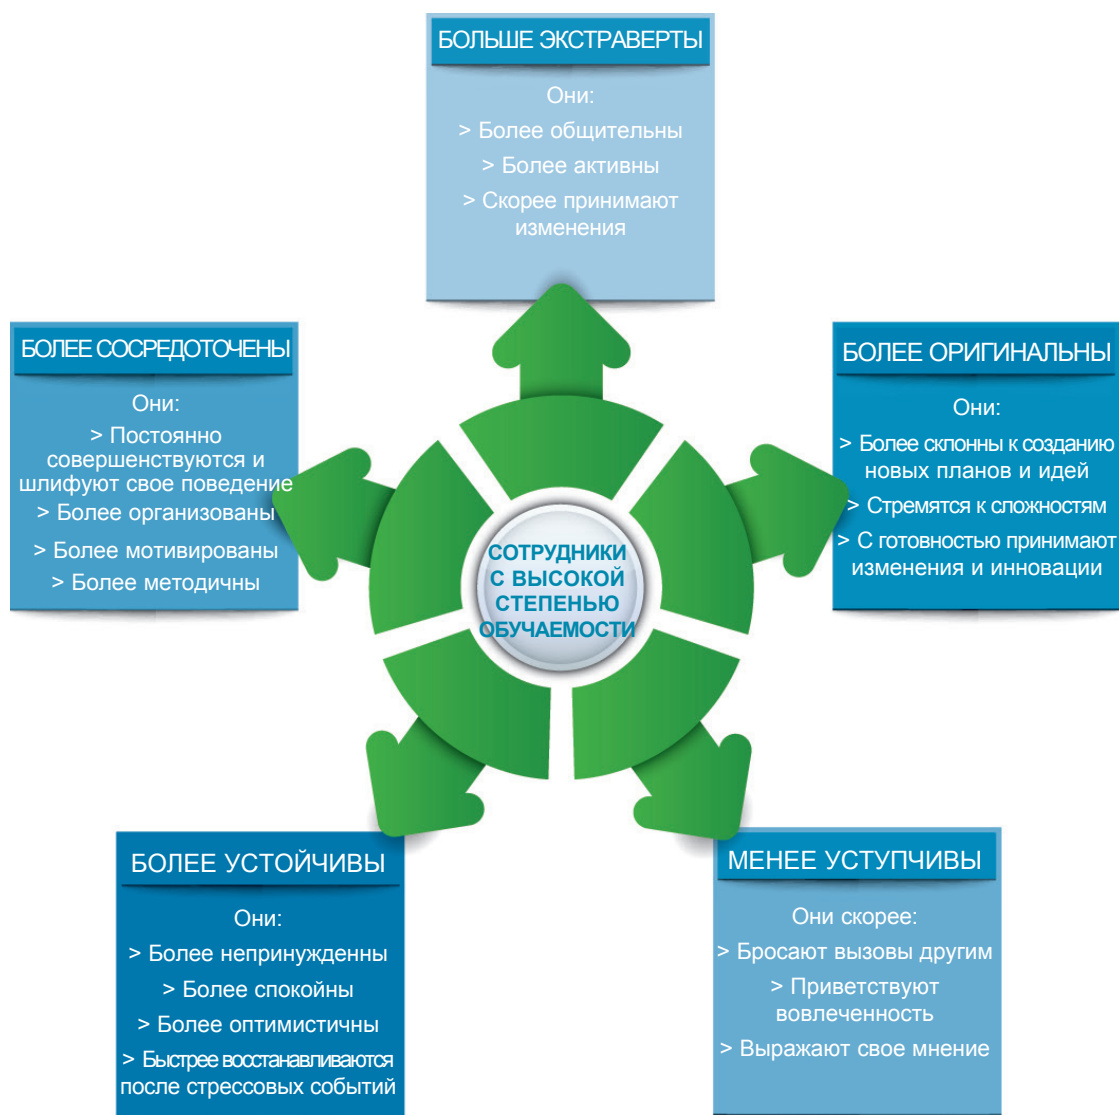 БОЛЬШЕ ЭКСТРАВЕРТЫ
Они:
> Более общительны
> Более активны
> Скорее принимают
изменения
БОЛЕЕ СОСРЕДОТОЧЕНЫ
Они:
> Постоянно
совершенствуются и
шлифуют свое поведение
> Более организованы
> Более мотивированы
> Более методичны
БОЛЕЕ ОРИГИНАЛЬНЫ
Они:
> Более склонны к созданию
новых планов и идей
> Стремятся к сложностям
> С готовностью принимают
изменения и инновации
СОТРУДНИКИ
С ВЫСОКОЙ
СТЕПЕНЬЮ
ОБУЧАЕМОСТИ
БОЛЕЕ УСТОЙЧИВЫ
Они:
> Более непринужденны
> Более спокойны
> Более оптимистичны
> Быстрее восстанавливаются
после стрессовых событий
МЕНЕЕ УСТУПЧИВЫ
Они скорее:
> Бросают вызовы другим
> Приветствуют
вовлеченность
> Выражают свое мнение